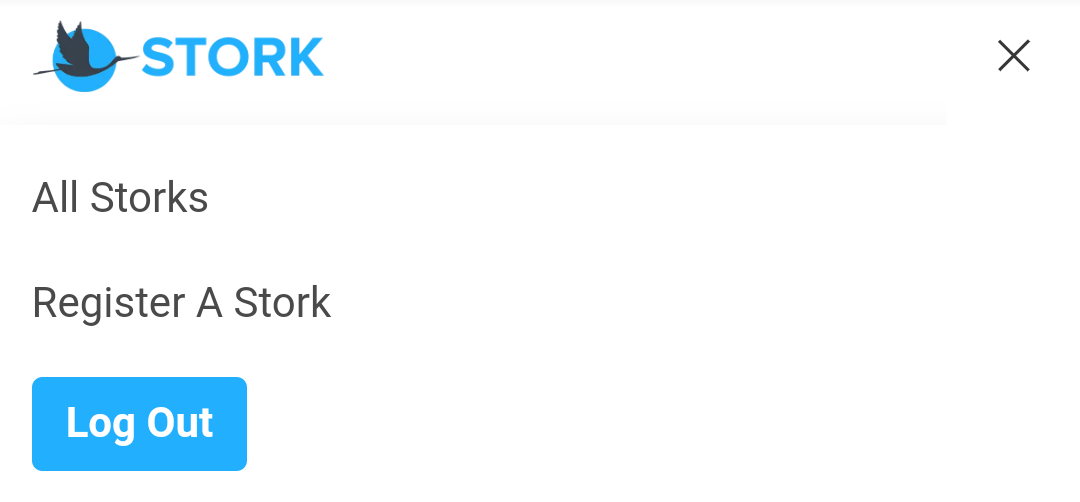 STORK
All Storks
Register A Stork
Log Out